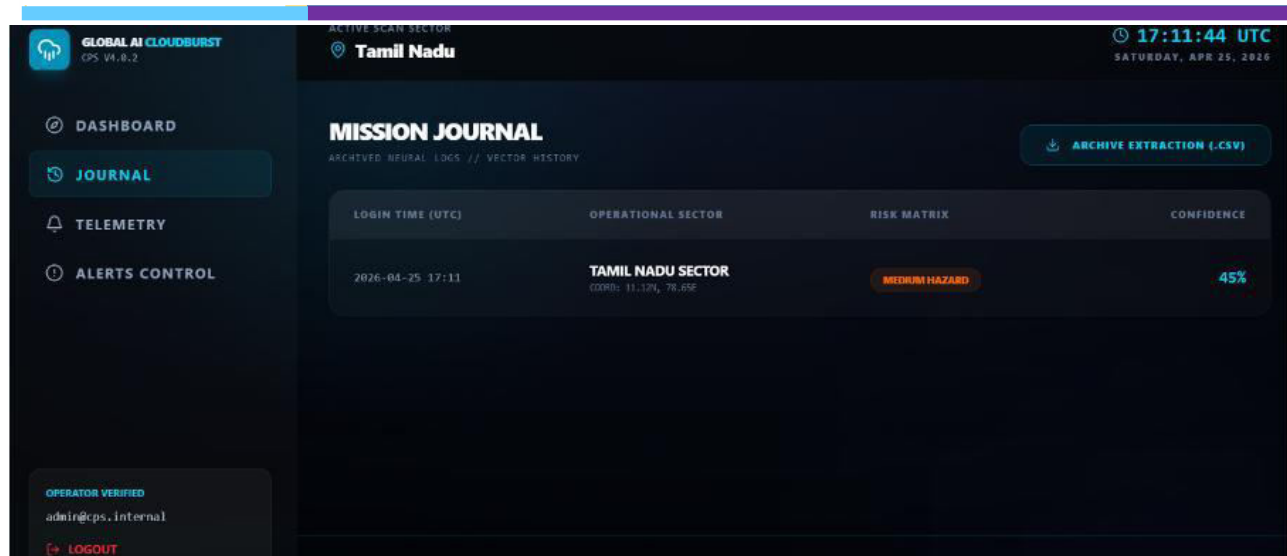 GLOBAL AI CLOUDBURST
CPS V4.0.2
DASHBOARD
JOURNAL
TELEMETRY
ALERTS CONTROL
OPERATOR VERIFIED
admin@cps.internal
LOGOUT
ACTIVE SCAN SECTOR
Tamil Nadu
17:11:44 UTC
SATURDAY, APR 25, 2026
MISSION JOURNAL
ARCHIVED NEURAL LOGS // VECTOR HISTORY
ARCHIVE EXTRACTION (.CSV)
LOGIN TIME (UTC) OPERATIONAL SECTOR RISK MATRIX CONFIDENCE
2026-04-25 17:11 TAMIL NADU SECTOR MEDIUM HAZARD 45%
COORD: 11.12N, 78.65E